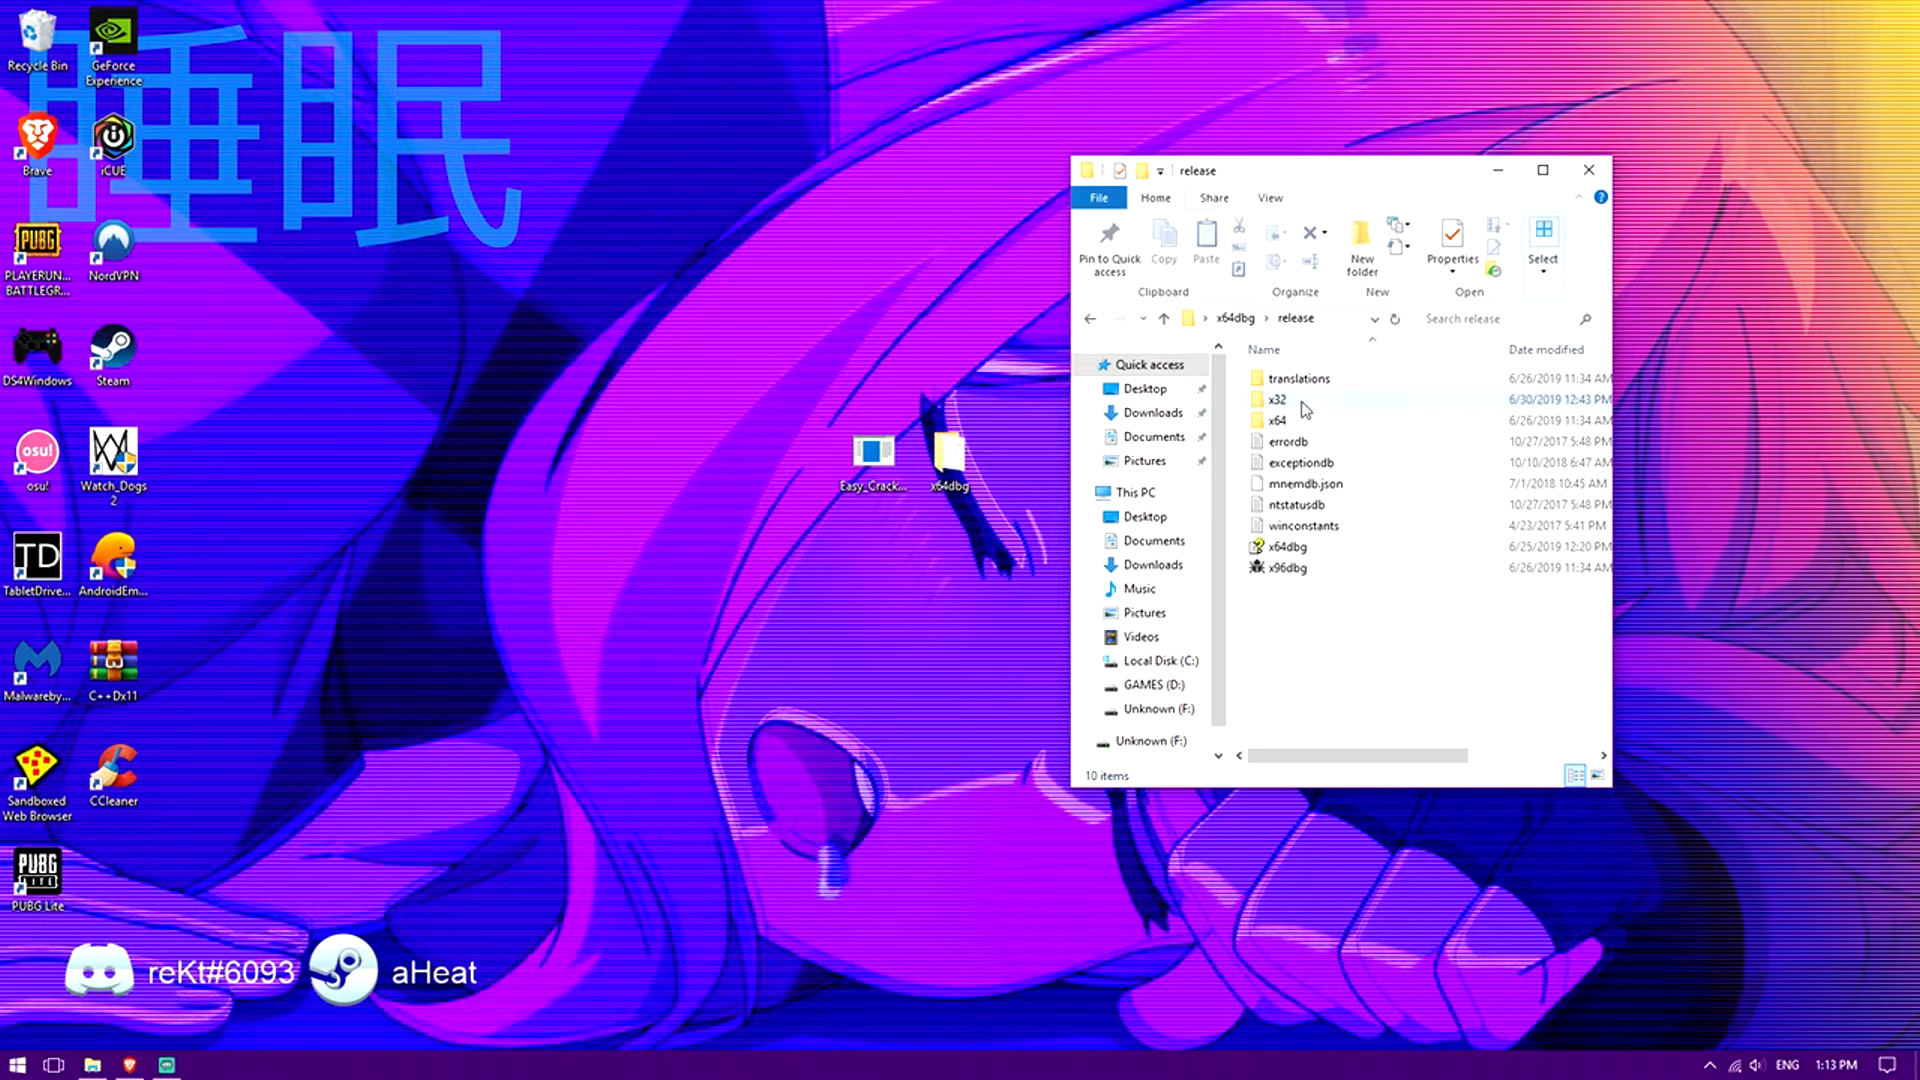 睡眠
Recycle Bin
GeForce Experience
Brave
iCUE
PUBG
PLAYERUN... BATTLEGR...
NordVPN
DS4Windows
Steam
osu!
osu!
Watch_Dogs 2
TD
TabletDrive...
AndroidEm...
Malwareby...
C++Dx11
Sandboxed Web Browser
CCleaner
PUBG LITE
PUBG Lite
Easy_Crack...
x64dbg
reKt#6093
aHeat
release
File Home Share View
Pin to Quick access
Copy
Paste
New folder
Properties
Select
Clipboard Organize New Open
x64dbg › release
Search release
Name Date modified
Quick access
Desktop
Downloads
Documents
Pictures
This PC
Desktop
Documents
Downloads
Music
Pictures
Videos
Local Disk (C:)
GAMES (D:)
Unknown (F:)
Unknown (F:)
translations 6/26/2019 11:34 AM
x32 6/30/2019 12:43 PM
x64 6/26/2019 11:34 AM
errordb 10/27/2017 5:48 PM
exceptiondb 10/10/2018 6:47 AM
mnemdb.json 7/1/2018 10:45 AM
ntstatusdb 10/27/2017 5:48 PM
winconstants 4/23/2017 5:41 PM
x64dbg 6/25/2019 12:20 PM
x96dbg 6/26/2019 11:34 AM
10 items
ENG 1:13 PM